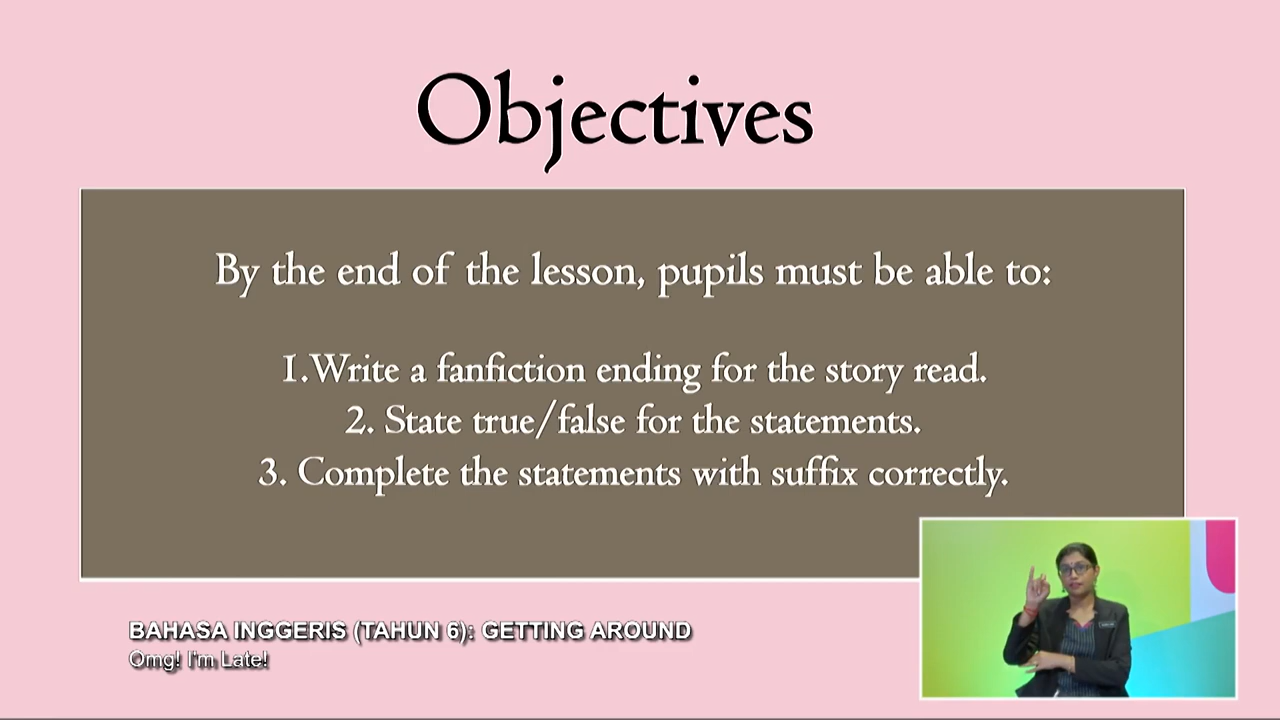 Objectives
By the end of the lesson, pupils must be able to:
1.Write a fanfiction ending for the story read.
2. State true/false for the statements.
3. Complete the statements with suffix correctly.
BAHASA INGGERIS (TAHUN 6): GETTING AROUND
Omg! I'm Late!